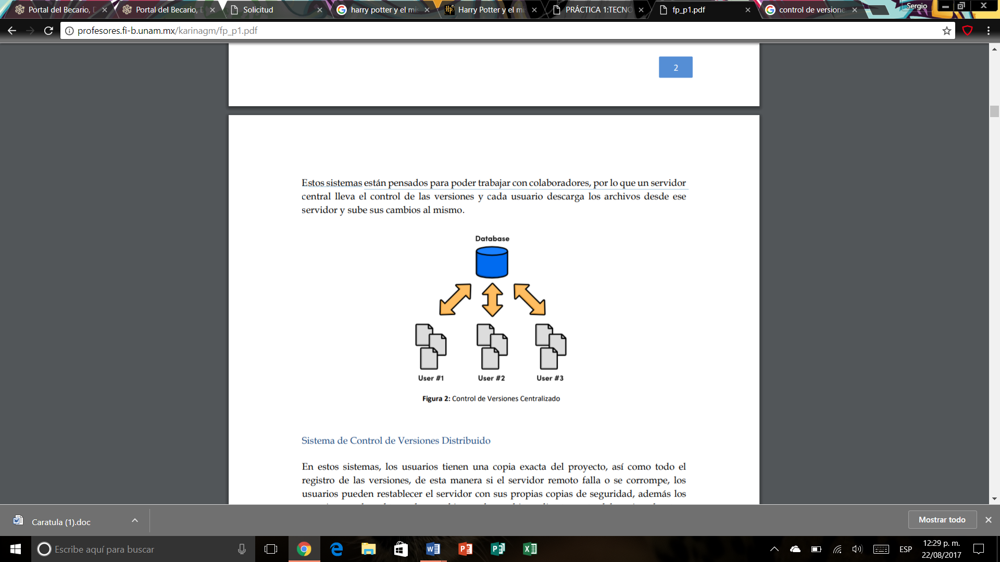 Portal del Becario, D
Portal del Becario, D
Solicitud
harry potter y el mis
Harry Potter y el mi
PRÁCTICA 1:TECNO
fp_p1.pdf
control de versione
Sergio
profesores.fi-b.unam.mx/karinagm/fp_p1.pdf
2
Estos sistemas están pensados para poder trabajar con colaboradores, por lo que un servidor
central lleva el control de las versiones y cada usuario descarga los archivos desde ese
servidor y sube sus cambios al mismo.
Database
User #1
User #2
User #3
Figura 2: Control de Versiones Centralizado
Sistema de Control de Versiones Distribuido
En estos sistemas, los usuarios tienen una copia exacta del proyecto, así como todo el
registro de las versiones, de esta manera si el servidor remoto falla o se corrompe, los
usuarios pueden restablecer el servidor con sus propias copias de seguridad, además los
Caratula (1).doc
Mostrar todo
Escribe aquí para buscar
ESP
12:29 p. m.
22/08/2017